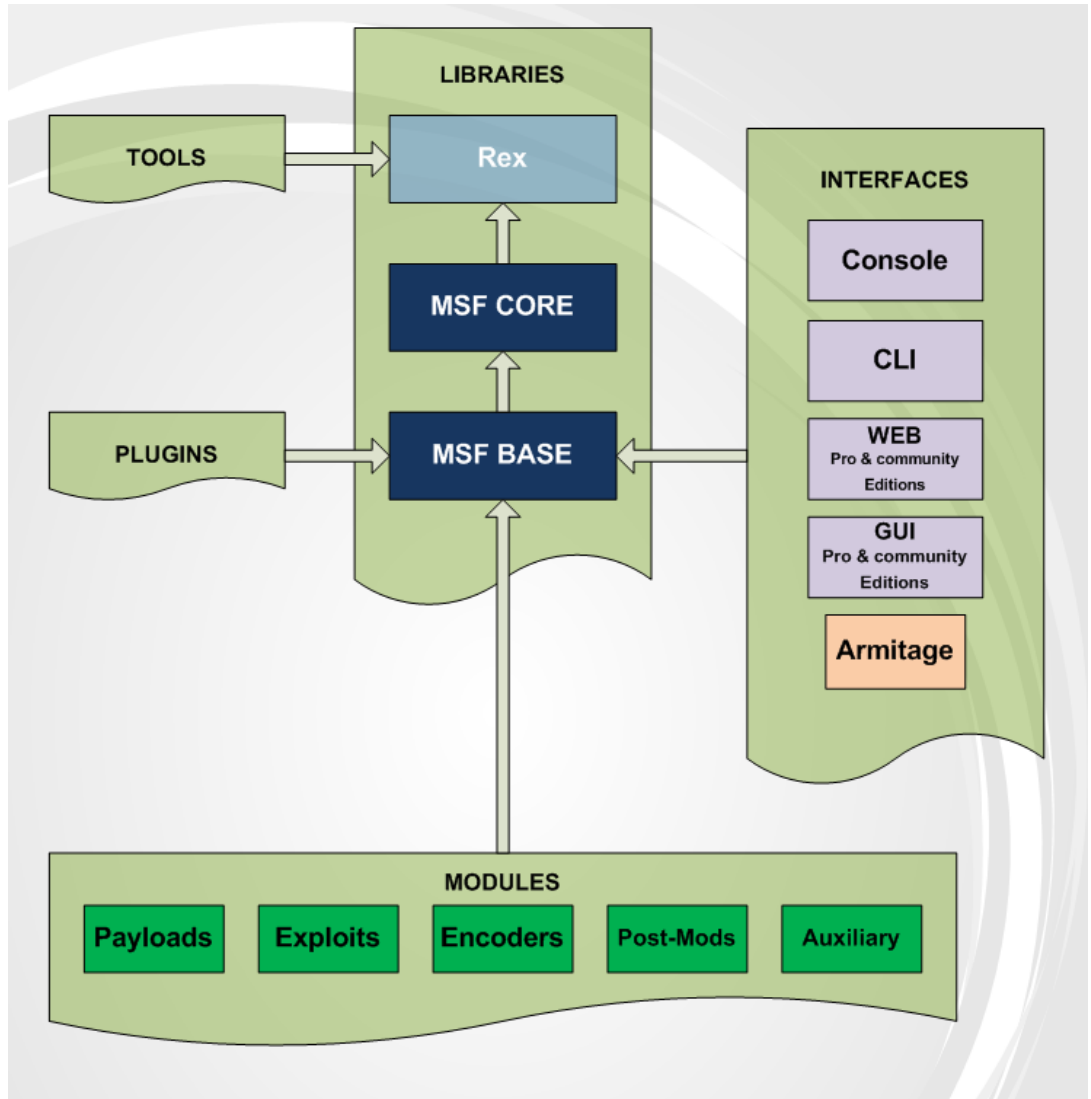 LIBRARIES
TOOLS
Rex
MSF CORE
PLUGINS
MSF BASE
INTERFACES
Console
CLI
WEB
Pro & community
Editions
GUI
Pro & community
Editions
Armitage
MODULES
Payloads
Exploits
Encoders
Post-Mods
Auxiliary